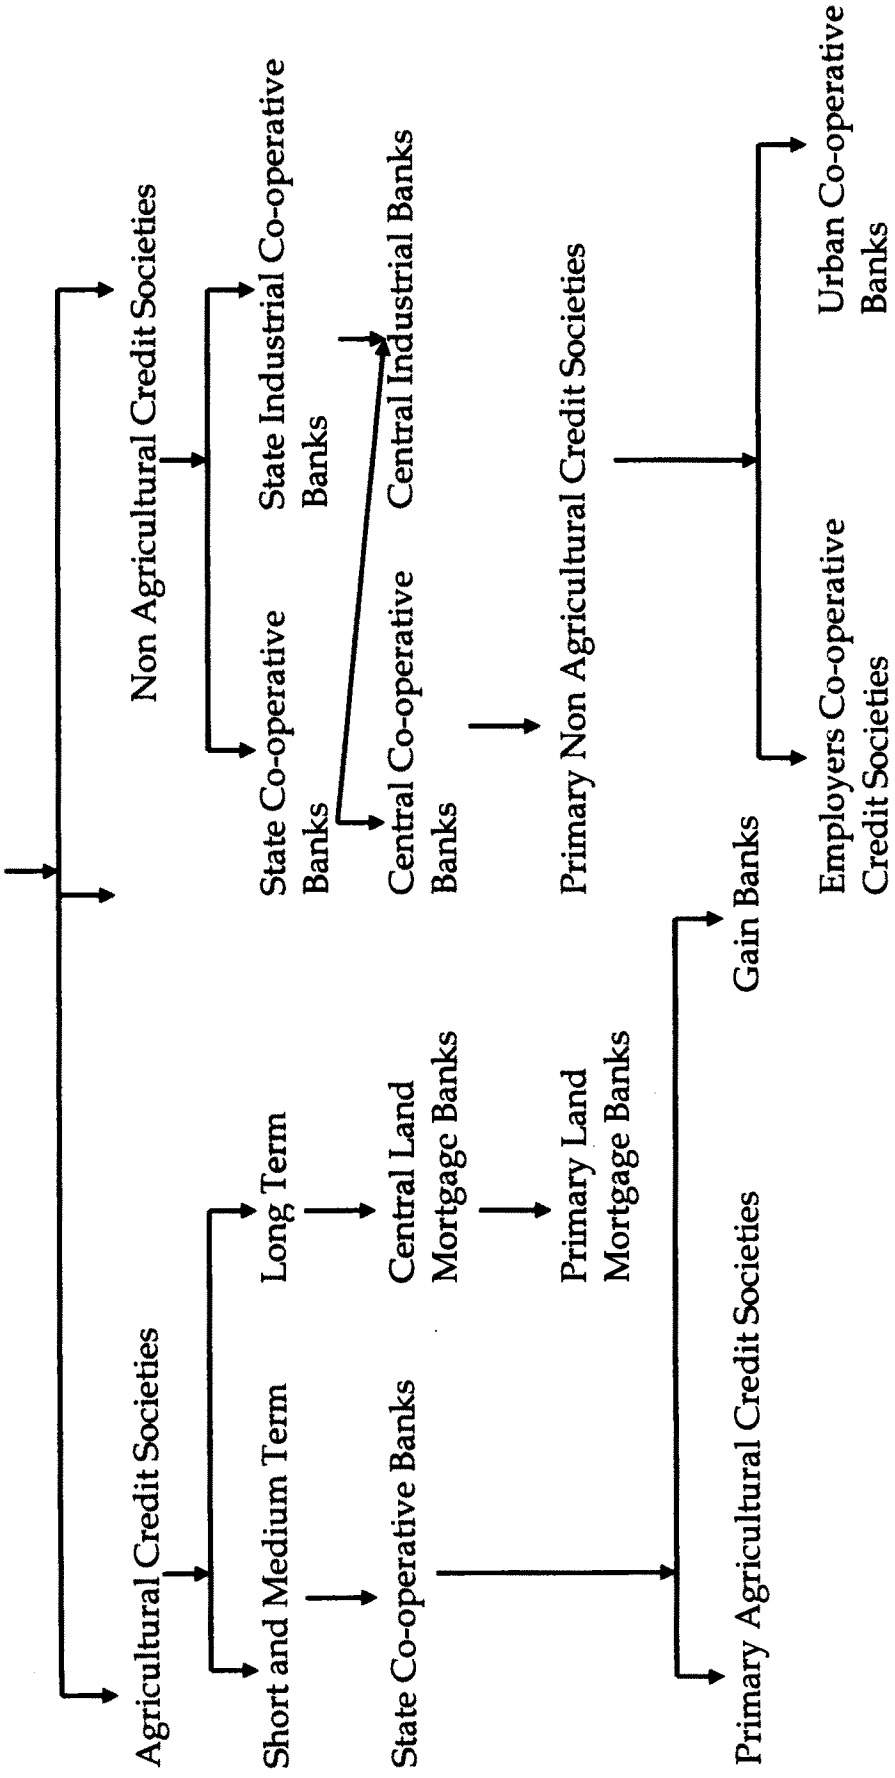 Agricultural Credit Societies
Non Agricultural Credit Societies
Short and Medium Term
Long Term
State Co-operative
Banks
State Industrial Co-operative
Banks
State Co-operative Banks
Central Land
Mortgage Banks
Central Co-operative
Banks
Central Industrial Banks
Primary Land
Mortgage Banks
Primary Non Agricultural Credit Societies
Primary Agricultural Credit Societies
Gain Banks
Employers Co-operative
Credit Societies
Urban Co-operative
Banks